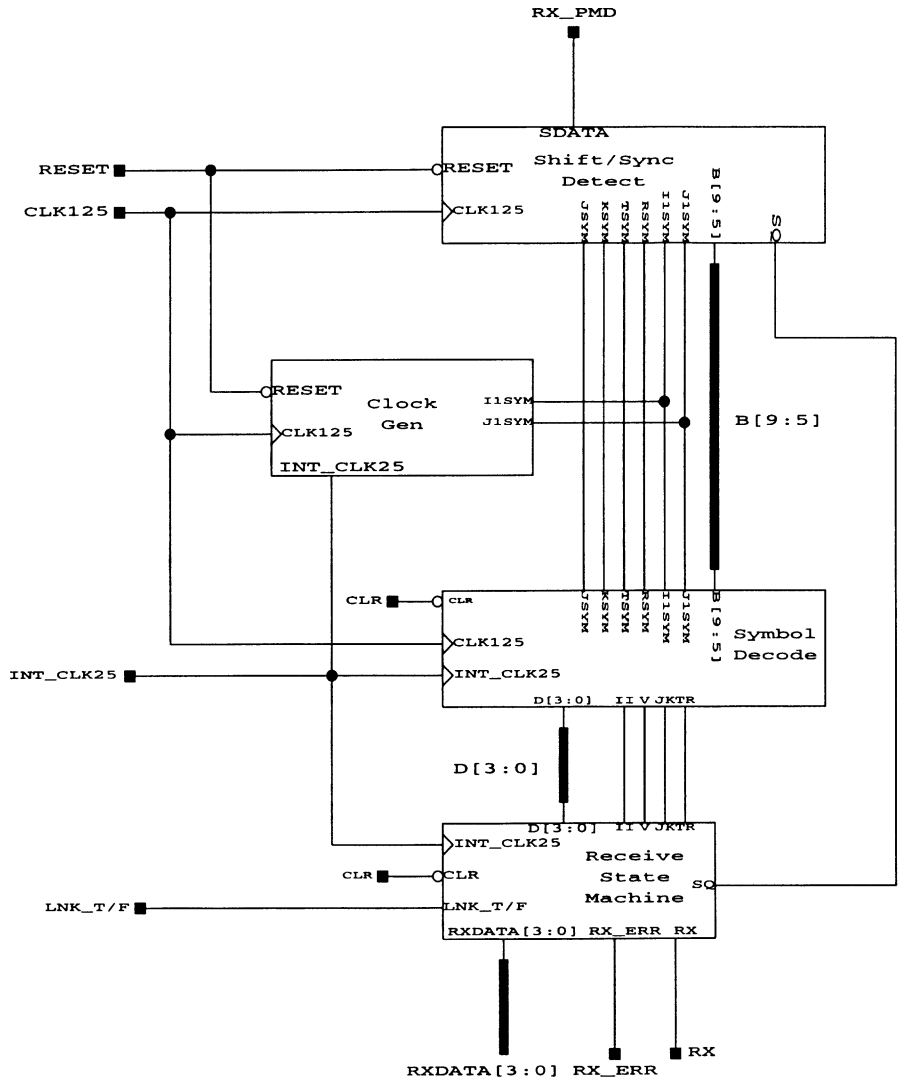 RX_PMD
SDATA
RESET
RESET
Shift/Sync
Detect
CLK125
CLK125
JSYM
KSYM
TSYM
RSYM
I1SYM
J1SYM
B[9:5]
SQ
RESET
Clock
Gen
I1SYM
J1SYM
CLK125
INT_CLK25
B[9:5]
CLR
CLR
JSYM
KSYM
TSYM
RSYM
I1SYM
J1SYM
B[9:5]
Symbol
Decode
CLK125
INT_CLK25
INT_CLK25
D[3:0] II V JKTR
D[3:0]
D[3:0] II V JKTR
INT_CLK25
Receive
State
Machine
CLR
CLR
SQ
LNK_T/F
LNK_T/F
RXDATA[3:0] RX_ERR RX
RX
RXDATA[3:0] RX_ERR